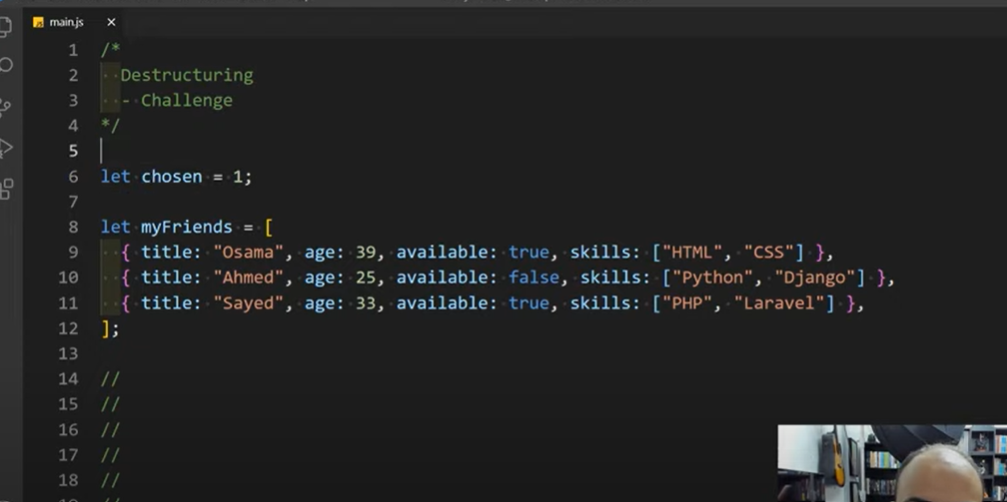 main.js
1 /*
2 Destructuring
3 - Challenge
4 */
5
6 let chosen = 1;
7
8 let myFriends = [
9 { title: "Osama", age: 39, available: true, skills: ["HTML", "CSS"] },
10 { title: "Ahmed", age: 25, available: false, skills: ["Python", "Django"] },
11 { title: "Sayed", age: 33, available: true, skills: ["PHP", "Laravel"] },
12 ];
13
14 //
15 //
16 //
17 //
18 //